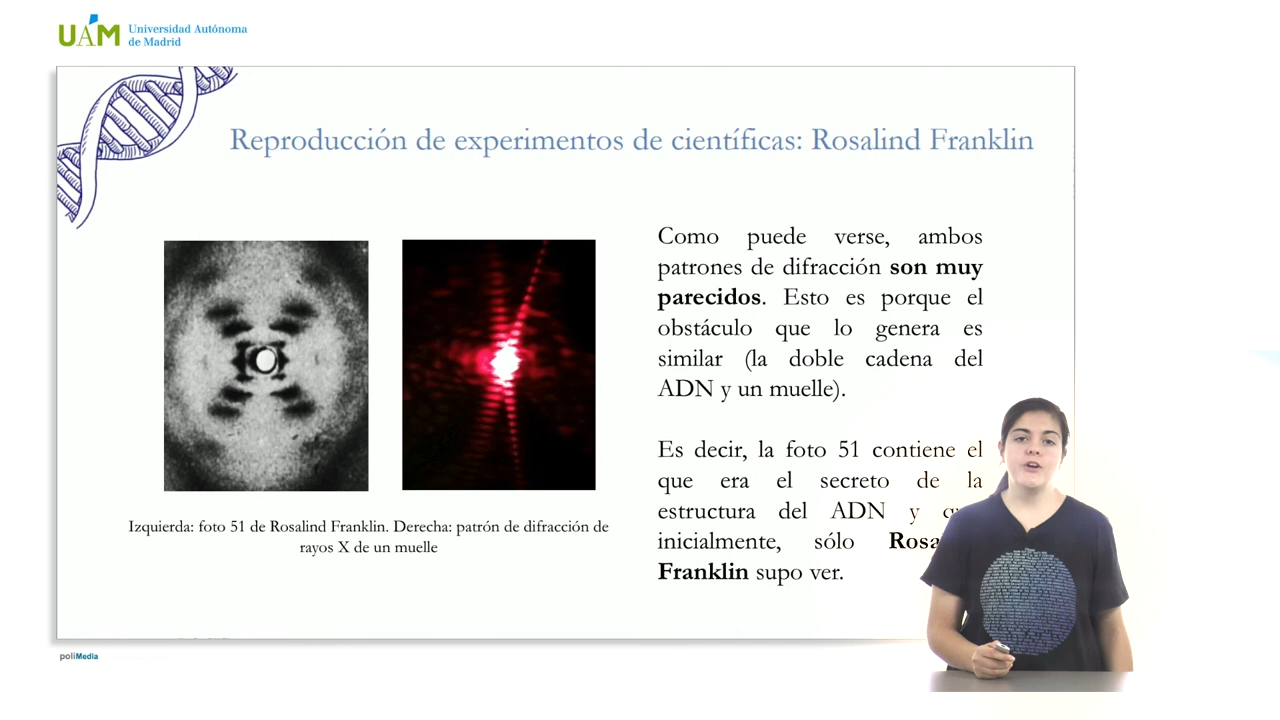 UAM Universidad Autónoma
de Madrid
Reproducción de experimentos de científicas: Rosalind Franklin
Como puede verse, ambos
patrones de difracción son muy
parecidos. Esto es porque el
obstáculo que lo genera es
similar (la doble cadena del
ADN y un muelle).
Es decir, la foto 51 contiene el
que era el secreto de la
estructura del ADN y
inicialmente, sólo
Franklin supo ver.
Izquierda: foto 51 de Rosalind Franklin. Derecha: patrón de difracción de
rayos X de un muelle
poliMedia